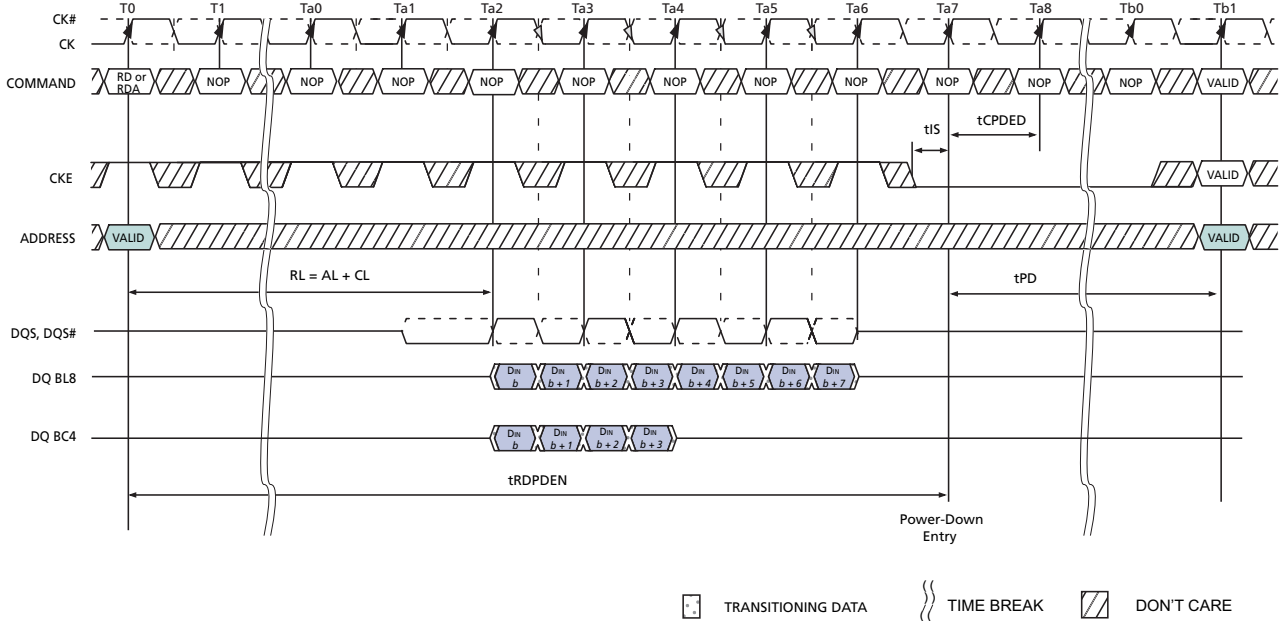 T0 T1 Ta0 Ta1 Ta2 Ta3 Ta4 Ta5 Ta6 Ta7 Ta8 Tb0 Tb1
CK#
CK
COMMAND RD or RDA NOP NOP NOP NOP NOP NOP NOP NOP NOP NOP NOP VALID
tIS tCPDED
CKE VALID
ADDRESS VALID VALID
RL = AL + CL tPD
DQS, DQS#
DQ BL8 DIN b DIN b + 1 DIN b + 2 DIN b + 3 DIN b + 4 DIN b + 5 DIN b + 6 DIN b + 7
DQ BC4 DIN b DIN b + 1 DIN b + 2 DIN b + 3
tRDPDEN
Power-Down
Entry
TRANSITIONING DATA TIME BREAK DON'T CARE